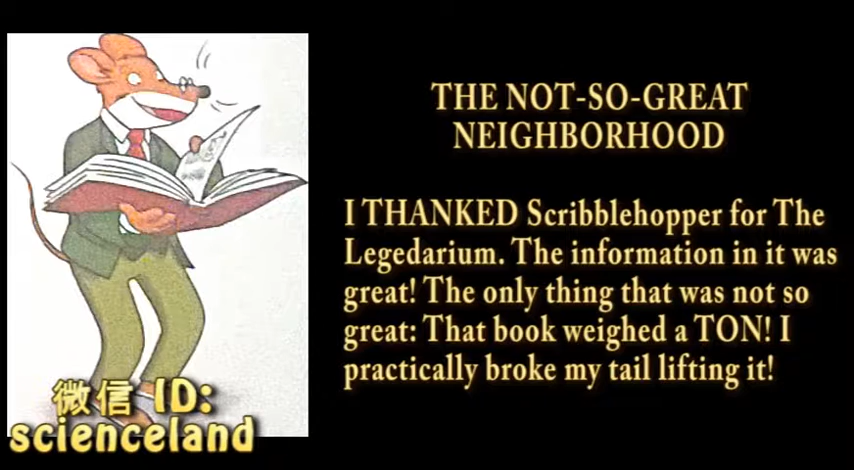 THE NOT-SO-GREAT
NEIGHBORHOOD
I THANKED Scribblehopper for The
Legedarium. The information in it was
great! The only thing that was not so
great: That book weighed a TON! I
practically broke my tail lifting it!
微信 ID:
scienceland